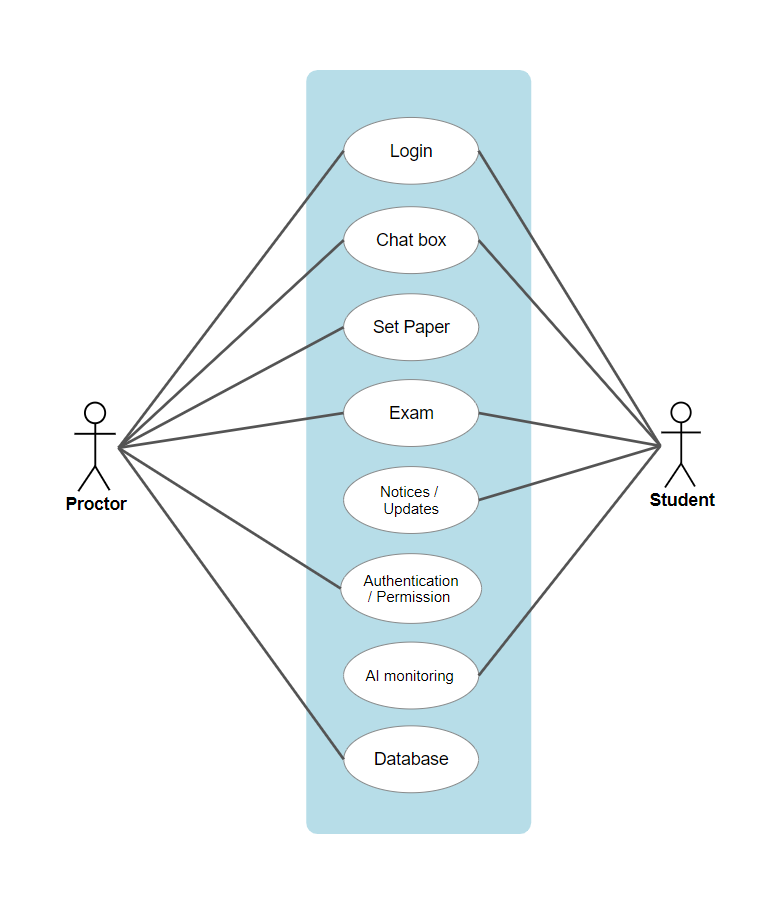 Login
Chat box
Set Paper
Exam
Notices /
Updates
Authentication
/ Permission
AI monitoring
Database
Proctor
Student